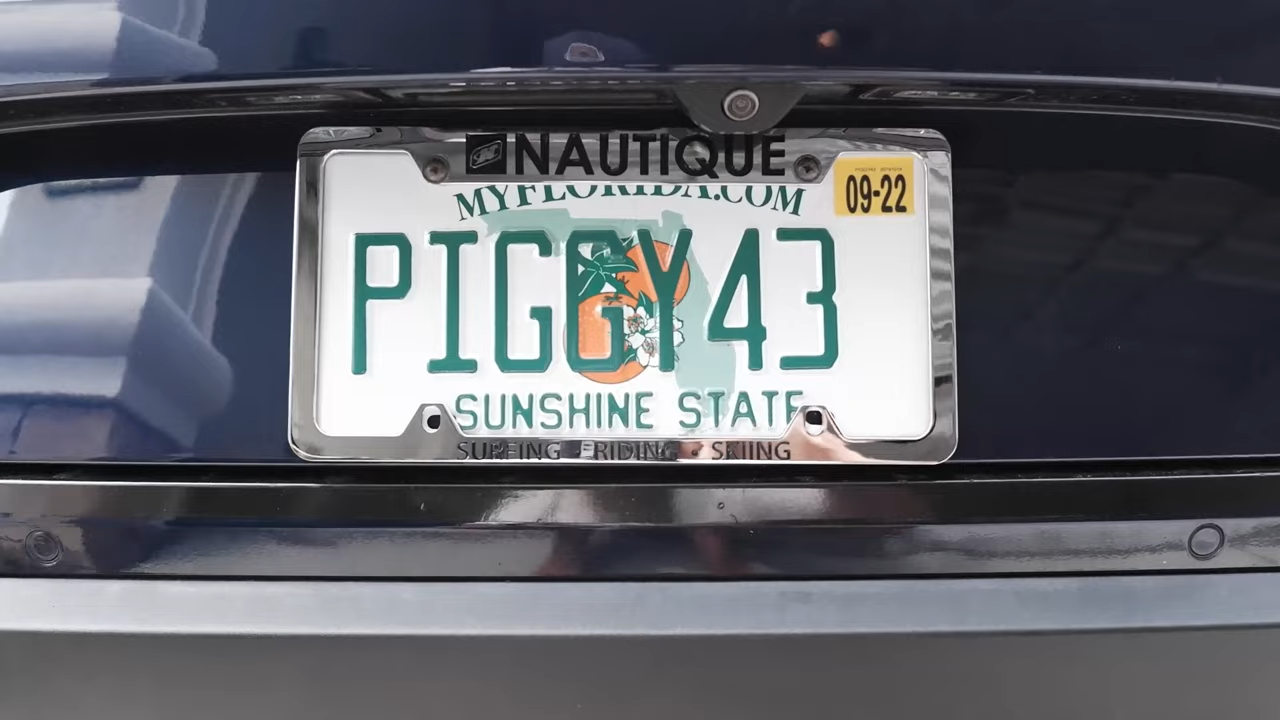 NAUTIQUE
MYFLORIDA.COM
09-22
PIGGY43
SUNSHINE STATE
SURFING • RIDING • SKIING